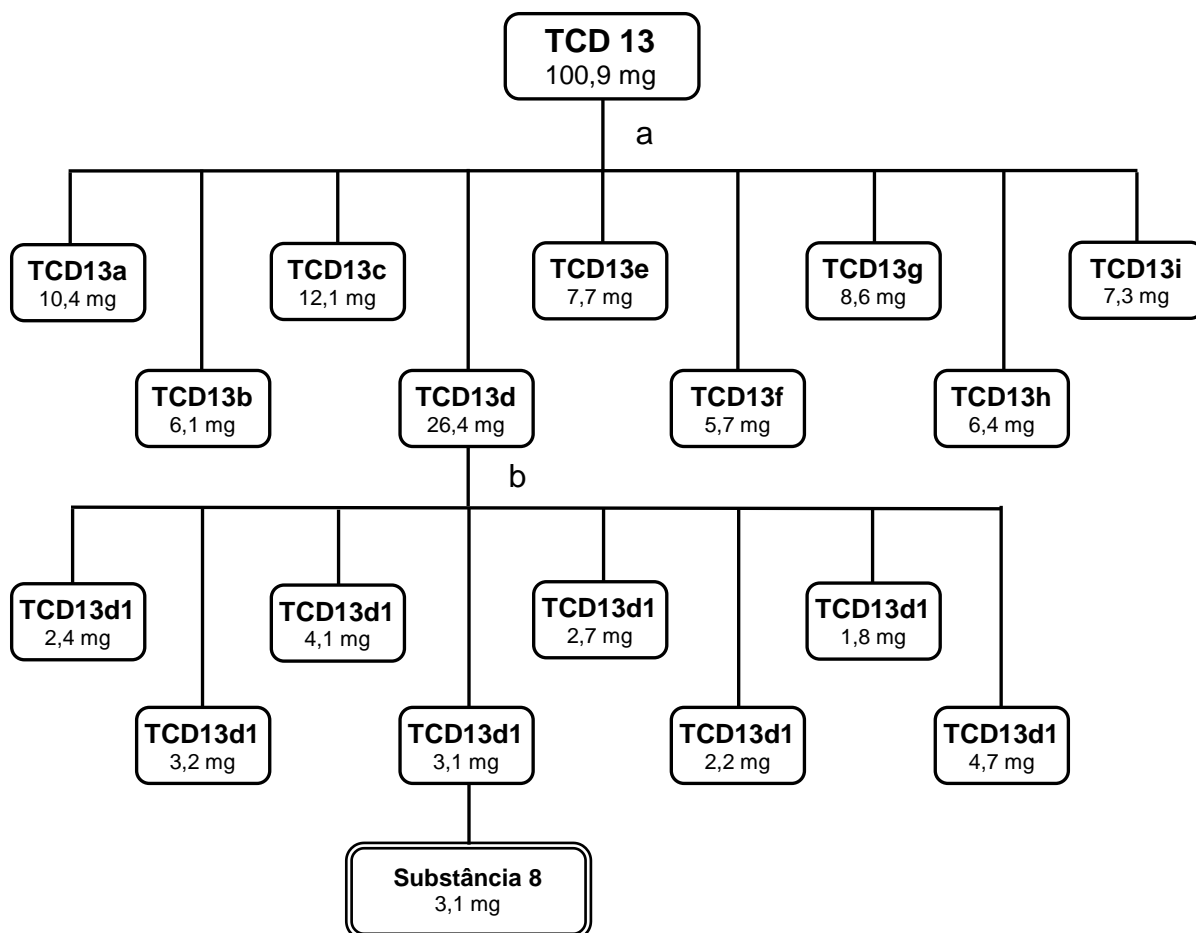 TCD 13
100,9 mg
a
TCD13a
10,4 mg
TCD13c
12,1 mg
TCD13e
7,7 mg
TCD13g
8,6 mg
TCD13i
7,3 mg
TCD13b
6,1 mg
TCD13d
26,4 mg
TCD13f
5,7 mg
TCD13h
6,4 mg
b
TCD13d1
2,4 mg
TCD13d1
4,1 mg
TCD13d1
2,7 mg
TCD13d1
1,8 mg
TCD13d1
3,2 mg
TCD13d1
3,1 mg
TCD13d1
2,2 mg
TCD13d1
4,7 mg
Substância 8
3,1 mg